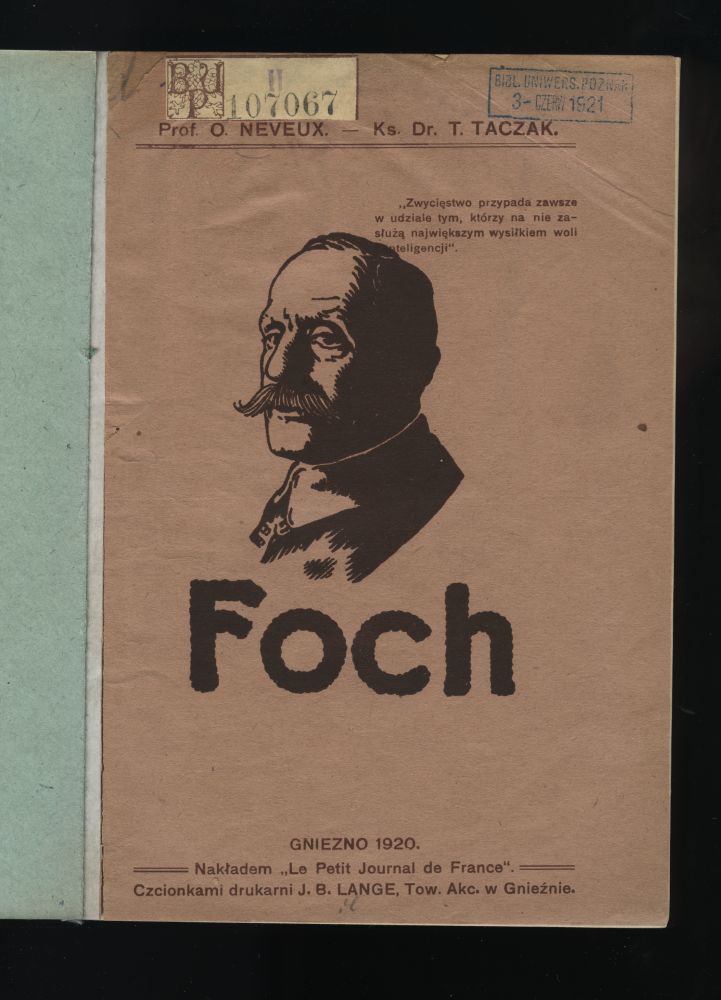 BUP
II
107067
BIBL. UNIWERS. POZNAŃ
3- CZERW 1921
Prof. O. NEVEUX. — Ks. Dr. T. TACZAK.
„Zwycięstwo przypada zawsze
w udziale tym, którzy na nie za-
służą największym wysiłkiem woli
inteligencji“.
Foch
GNIEZNO 1920.
Nakładem „Le Petit Journal de France“.
Czcionkami drukarni J. B. LANGE, Tow. Akc. w Gnieźnie.